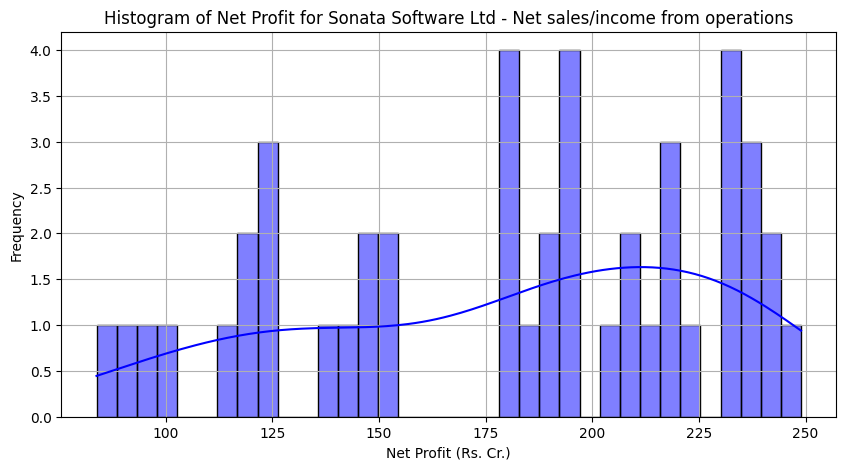 Histogram of Net Profit for Sonata Software Ltd - Net sales/income from operations
4.0
3.5
3.0
2.5
2.0
1.5
1.0
0.5
0.0
Frequency
100 125 150 175 200 225 250
Net Profit (Rs. Cr.)